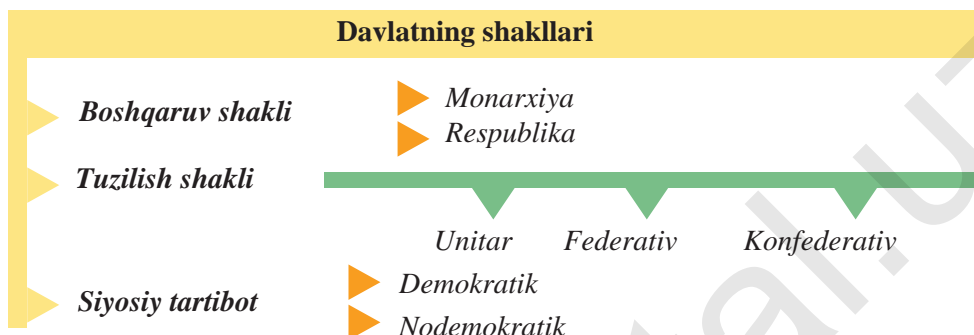 Davlatning shakllari
Boshqaruv shakli
Monarxiya
Respublika
Tuzilish shakli
Unitar Federativ Konfederativ
Siyosiy tartibot
Demokratik
Nodemokratik